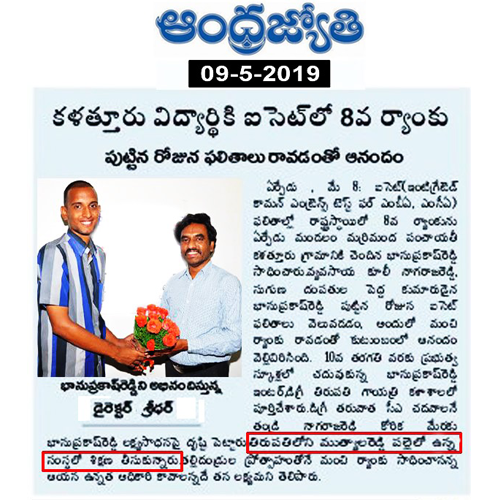 ఆంధ్రజ్యోతి
09-5-2019
కళత్తూరు విద్యార్థికి ఐసెట్‌లో 8వ ర్యాంకు
పుట్టిన రోజున ఫలితాలు రావడంతో ఆనందం
ఏర్పేడు , మే 8: ఐసెట్(ఇంటిగ్రేటెడ్
కామన్ ఎంట్రెన్స్ టెస్ట్ ఫర్ ఎంబీఏ, ఎంసీఏ)
ఫలితాల్లో రాష్ట్రస్థాయిలో 8వ ర్యాంకును
ఏర్పేడు మండలం మర్రిమంద పంచాయతీ
కళత్తూరు గ్రామానికి చెందిన భానుప్రకాష్‌రెడ్డి
సాధించారు.వ్యవసాయ కూలీ నాగరాజరెడ్డి,
సుగుణ దంపతుల పెద్ద కుమారుడైన
భానుప్రకాష్‌రెడ్డి పుట్టిన రోజున ఐసెట్
ఫలితాలు వెలువడడం, అందులో మంచి
ర్యాంకు రావడంతో కుటుంబంలో ఆనందం
వెల్లివిరిసింది. 10వ తరగతి వరకు ప్రభుత్వ
స్కూళ్లలో చదువుకున్న భానుప్రకాష్‌రెడ్డి
ఇంటర్,డిగ్రీ తిరుపతి గాయత్రి కళాశాలలో
పూర్తిచేశారు.డిగ్రీ తరువాత సీఏ చదవాలనే
తండ్రి నాగరాజరెడ్డి కోరిక మేరకు
భానుప్రకాష్‌రెడ్డిని అభినందిస్తున్న
డైరెక్టర్ శ్రీధర్
భానుప్రకాష్‌రెడ్డి లక్ష్యసాధనపై దృష్టి పెట్టారు.తిరుపతిలోని ముత్యాలరెడ్డి పల్లెలో ఉన్న
సంస్థలో శిక్షణ తీసుకున్నారు.తల్లిదండ్రుల ప్రోత్సాహంతోనే మంచి ర్యాంకు సాధించానన్న
ఆయన ఉన్నత అధికారి కావాలన్నదే తన లక్ష్యమని తెలిపారు.